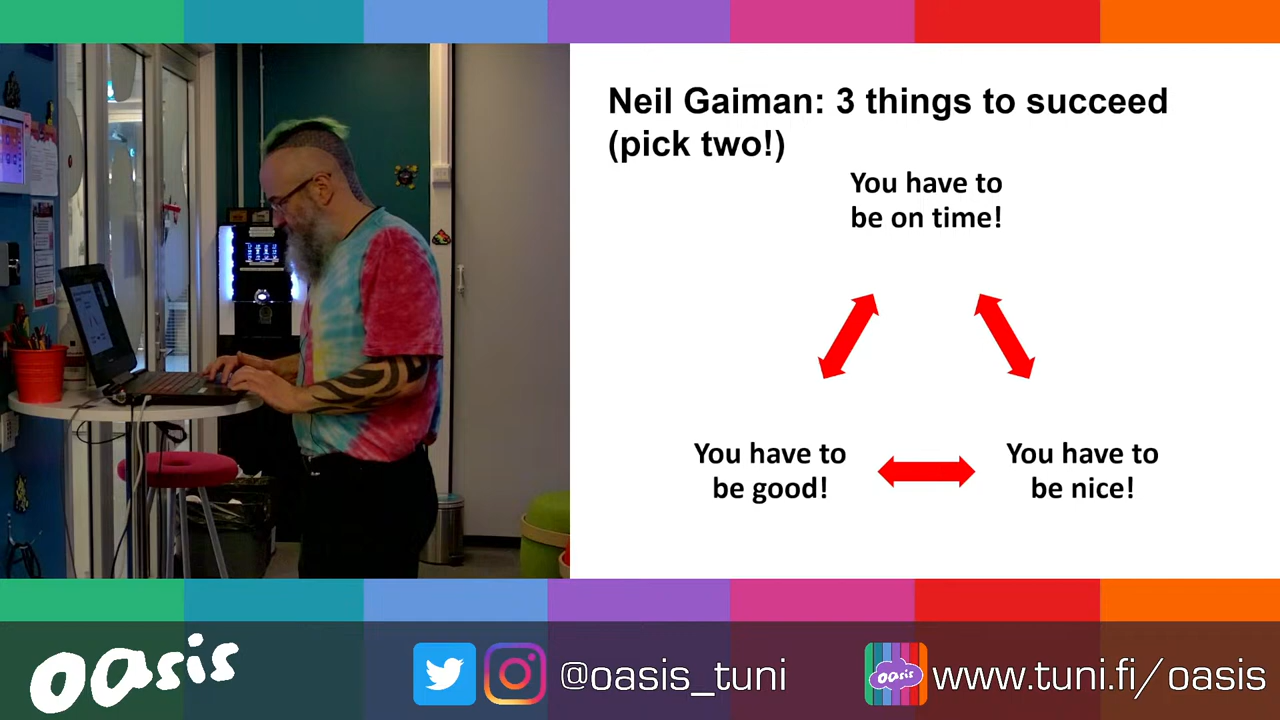 Neil Gaiman: 3 things to succeed
(pick two!)
You have to
be on time!
You have to
be good!
You have to
be nice!
oasis
@oasis_tuni
oasis
www.tuni.fi/oasis